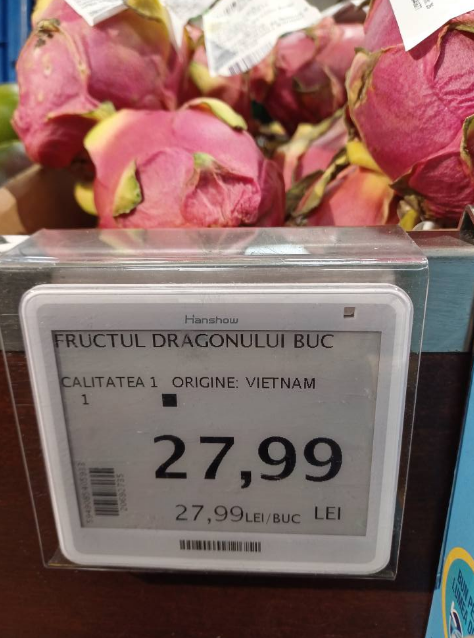 Hanshow
FRUCTUL DRAGONULUI BUC
CALITATEA 1 ORIGINE: VIETNAM
1
27,99
27,99LEI/BUC LEI